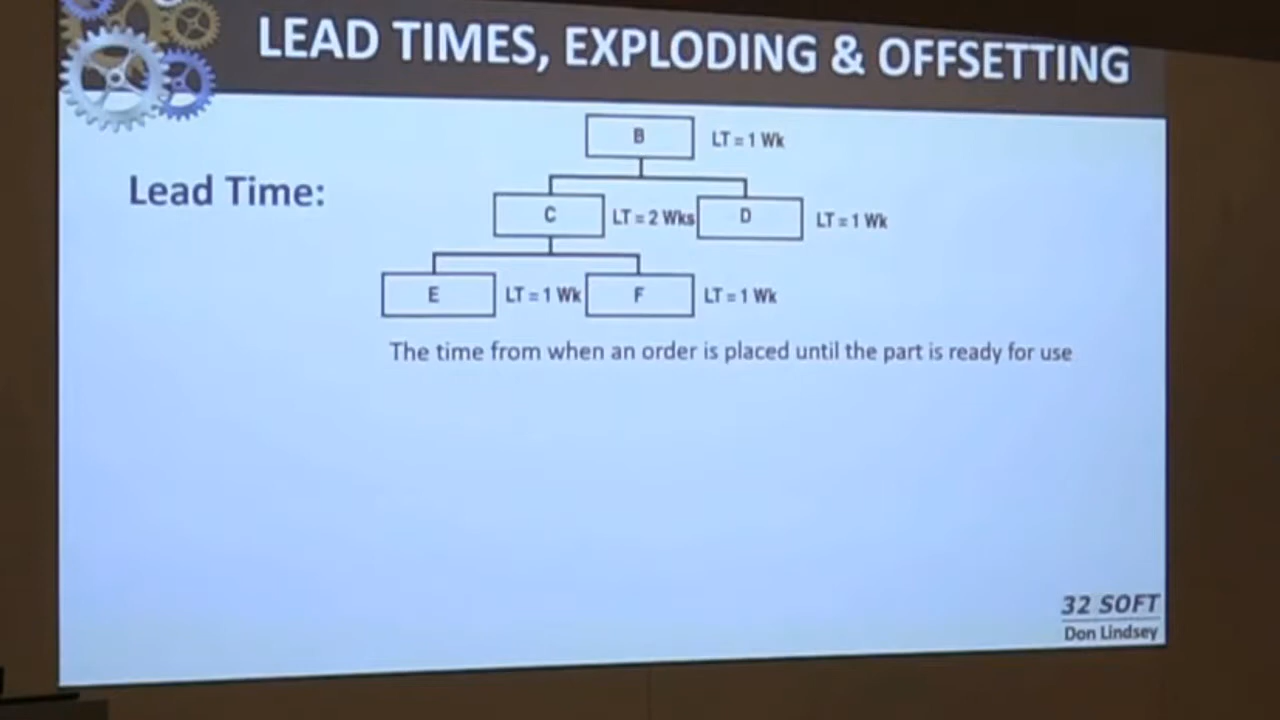 LEAD TIMES, EXPLODING & OFFSETTING
B LT = 1 Wk
Lead Time:
C LT = 2 Wks D LT = 1 Wk
E LT = 1 Wk F LT = 1 Wk
The time from when an order is placed until the part is ready for use
32 SOFT
Don Lindsey